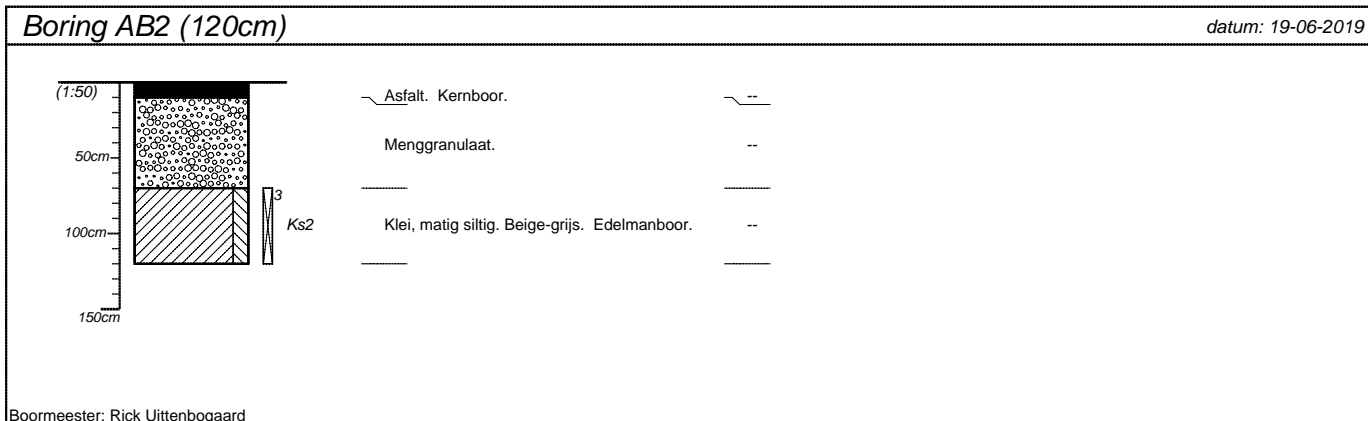 Boring AB2 (120cm) datum: 19-06-2019
(1:50) Asfalt. Kernboor. --
50cm Menggranulaat. --
3
100cm Ks2 Klei, matig siltig. Beige-grijs. Edelmanboor. --
150cm
Boormeester: Rick Uittenbogaard